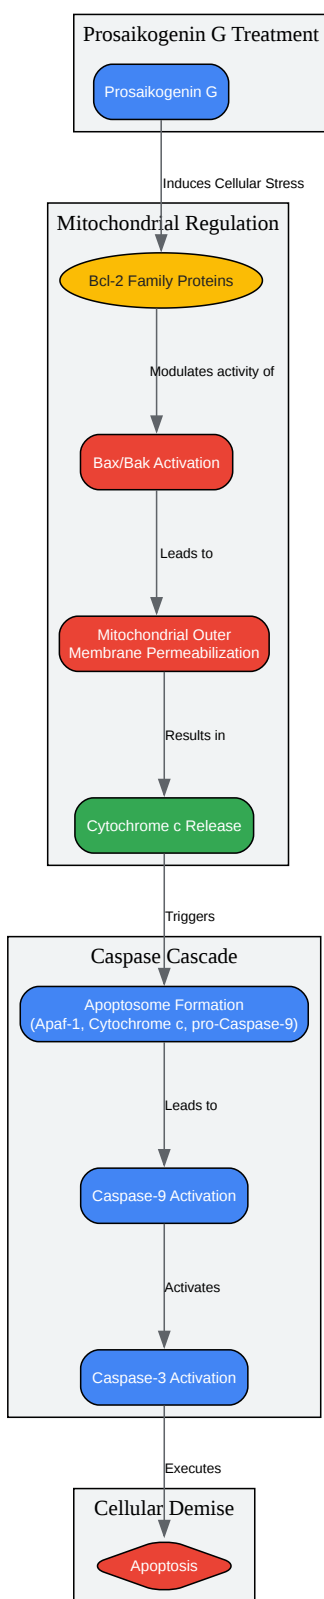 Prosaikogenin G Treatment
Prosaikogenin G
Induces Cellular Stress
Mitochondrial Regulation
Bcl-2 Family Proteins
Modulates activity of
Bax/Bak Activation
Leads to
Mitochondrial Outer
Membrane Permeabilization
Results in
Cytochrome c Release
Triggers
Caspase Cascade
Apoptosome Formation
(Apaf-1, Cytochrome c, pro-Caspase-9)
Leads to
Caspase-9 Activation
Activates
Caspase-3 Activation
Executes
Cellular Demise
Apoptosis